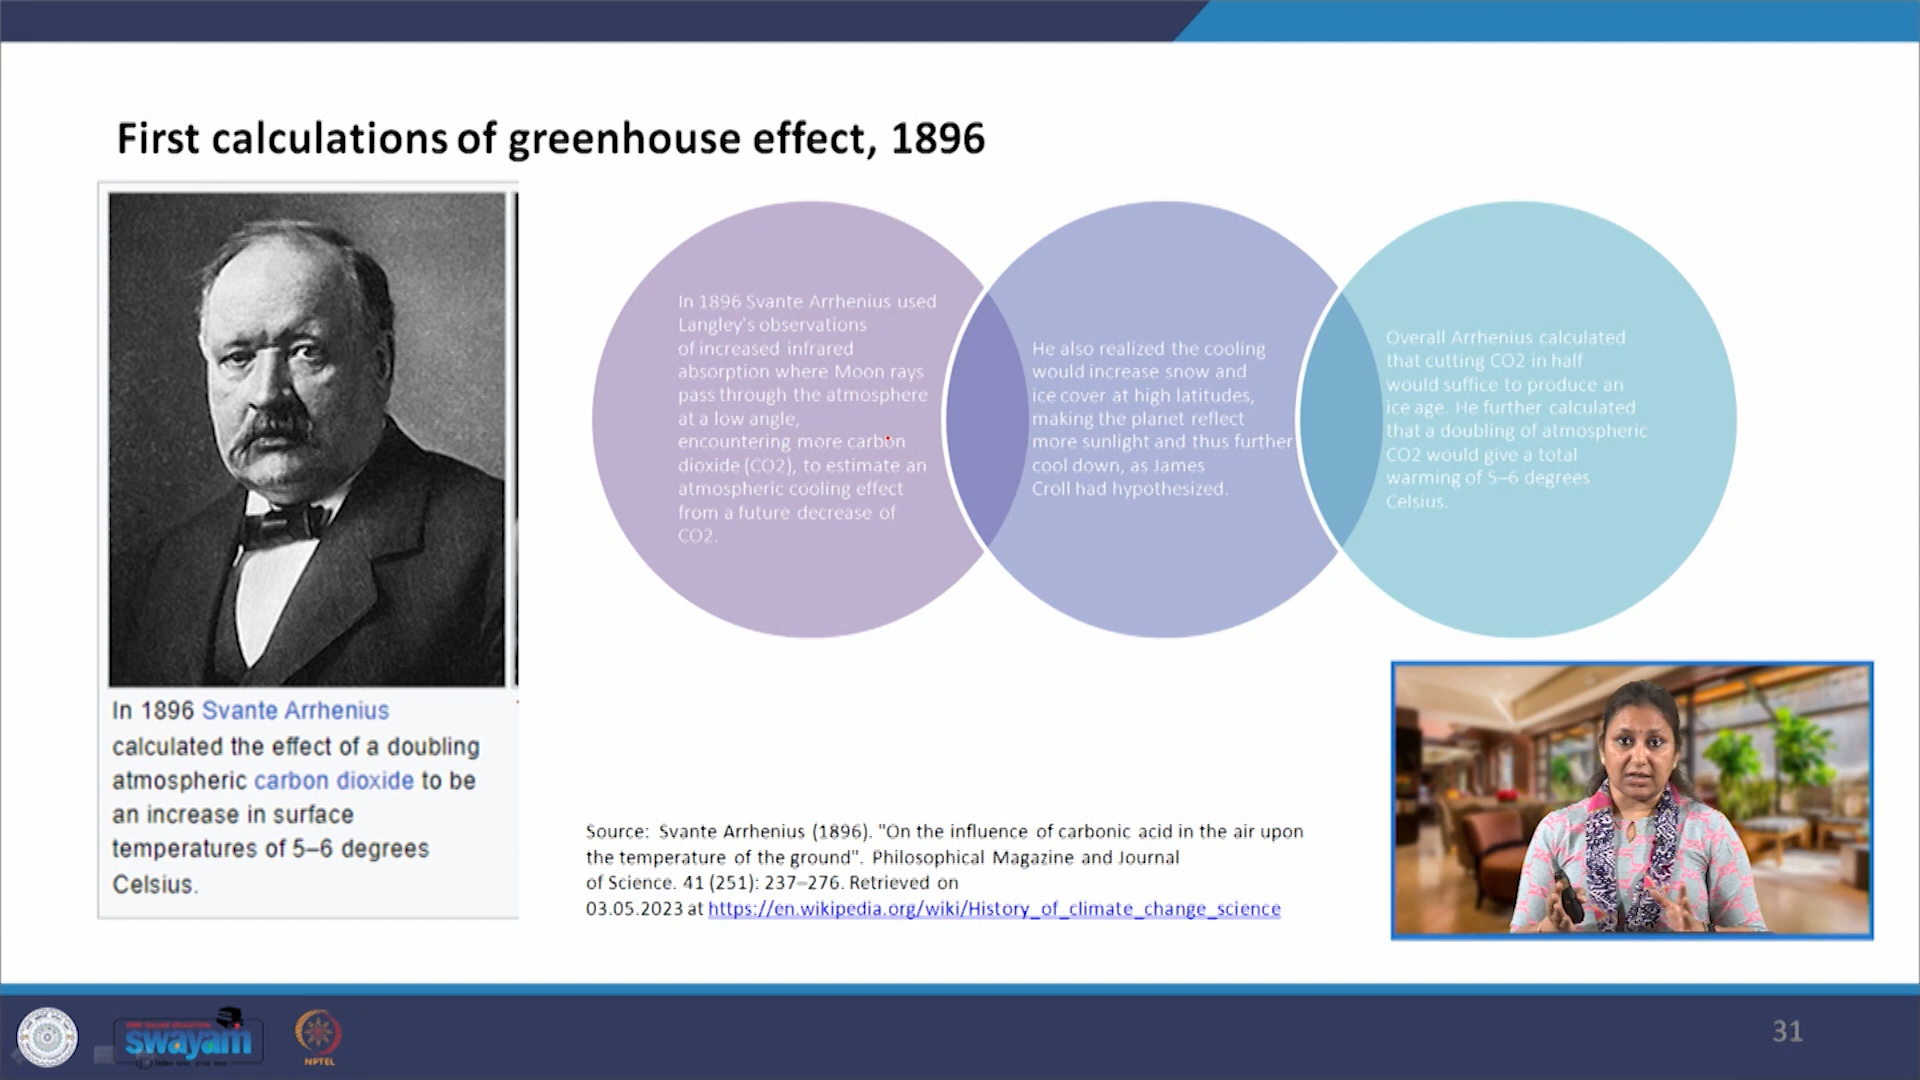 First calculations of greenhouse effect, 1896
In 1896 Svante Arrhenius
calculated the effect of a doubling
atmospheric carbon dioxide to be
an increase in surface
temperatures of 5–6 degrees
Celsius.
In 1896 Svante Arrhenius used
Langley's observations
of increased infrared
absorption where Moon rays
pass through the atmosphere
at a low angle,
encountering more carbon
dioxide (CO2), to estimate an
atmospheric cooling effect
from a future decrease of
CO2.
He also realized the cooling
would increase snow and
ice cover at high latitudes,
making the planet reflect
more sunlight and thus further
cool down, as James
Croll had hypothesized.
Overall Arrhenius calculated
that cutting CO2 in half
would suffice to produce an
ice age. He further calculated
that a doubling of atmospheric
CO2 would give a total
warming of 5–6 degrees
Celsius.
Source: Svante Arrhenius (1896). "On the influence of carbonic acid in the air upon
the temperature of the ground". Philosophical Magazine and Journal
of Science. 41 (251): 237–276. Retrieved on
03.05.2023 at https://en.wikipedia.org/wiki/History_of_climate_change_science
swayam
NPTEL
31